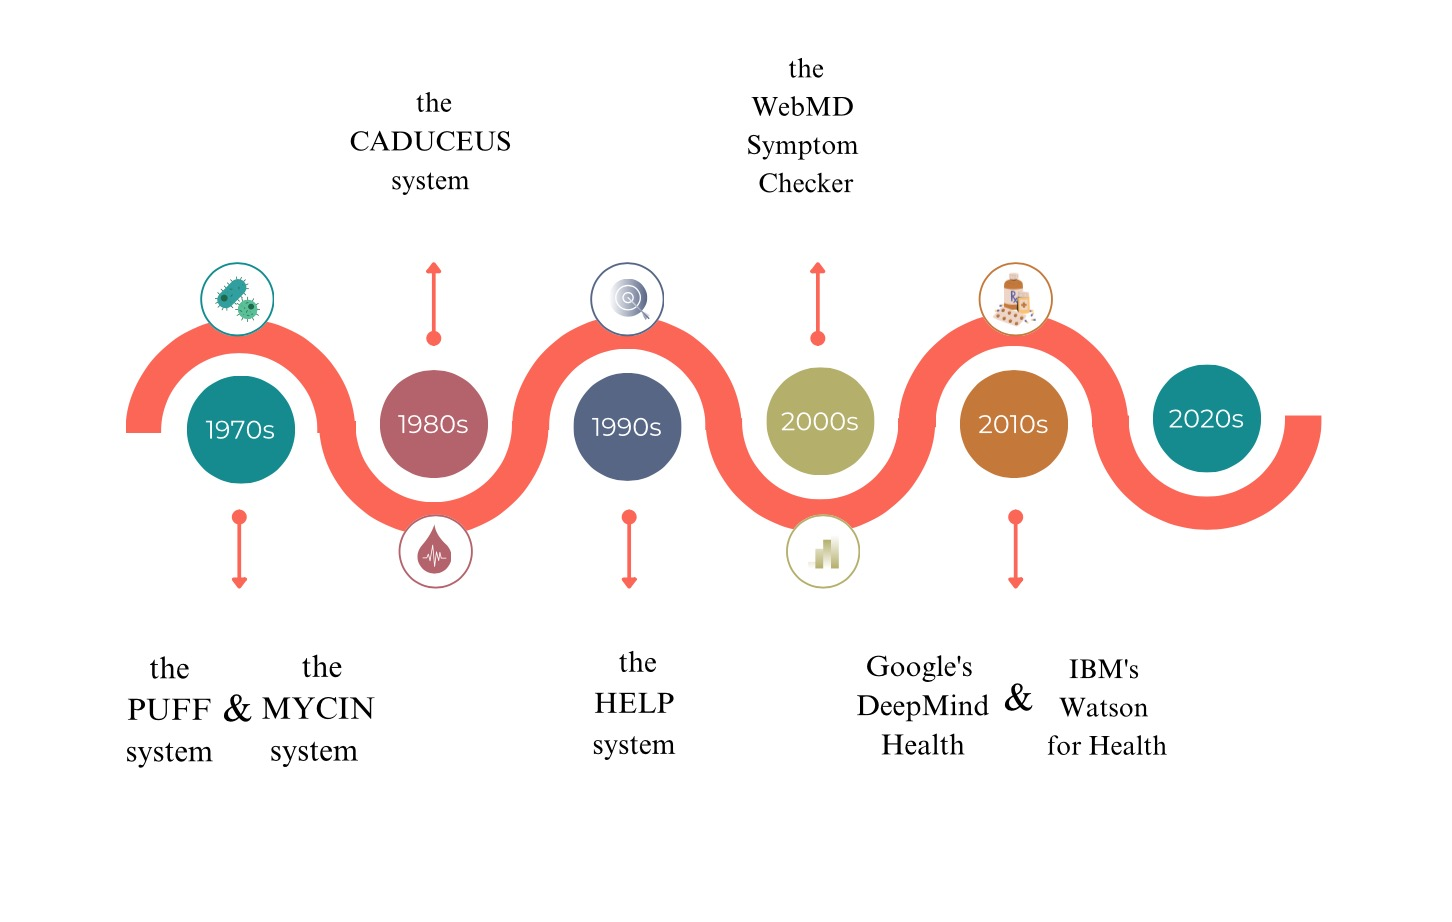 the
WebMD
Symptom
Checker
the
CADUCEUS
system
1970s
1980s
1990s
2000s
2010s
2020s
the
PUFF
system
&
the
MYCIN
system
the
HELP
system
Google's
DeepMind
Health
&
IBM's
Watson
for Health